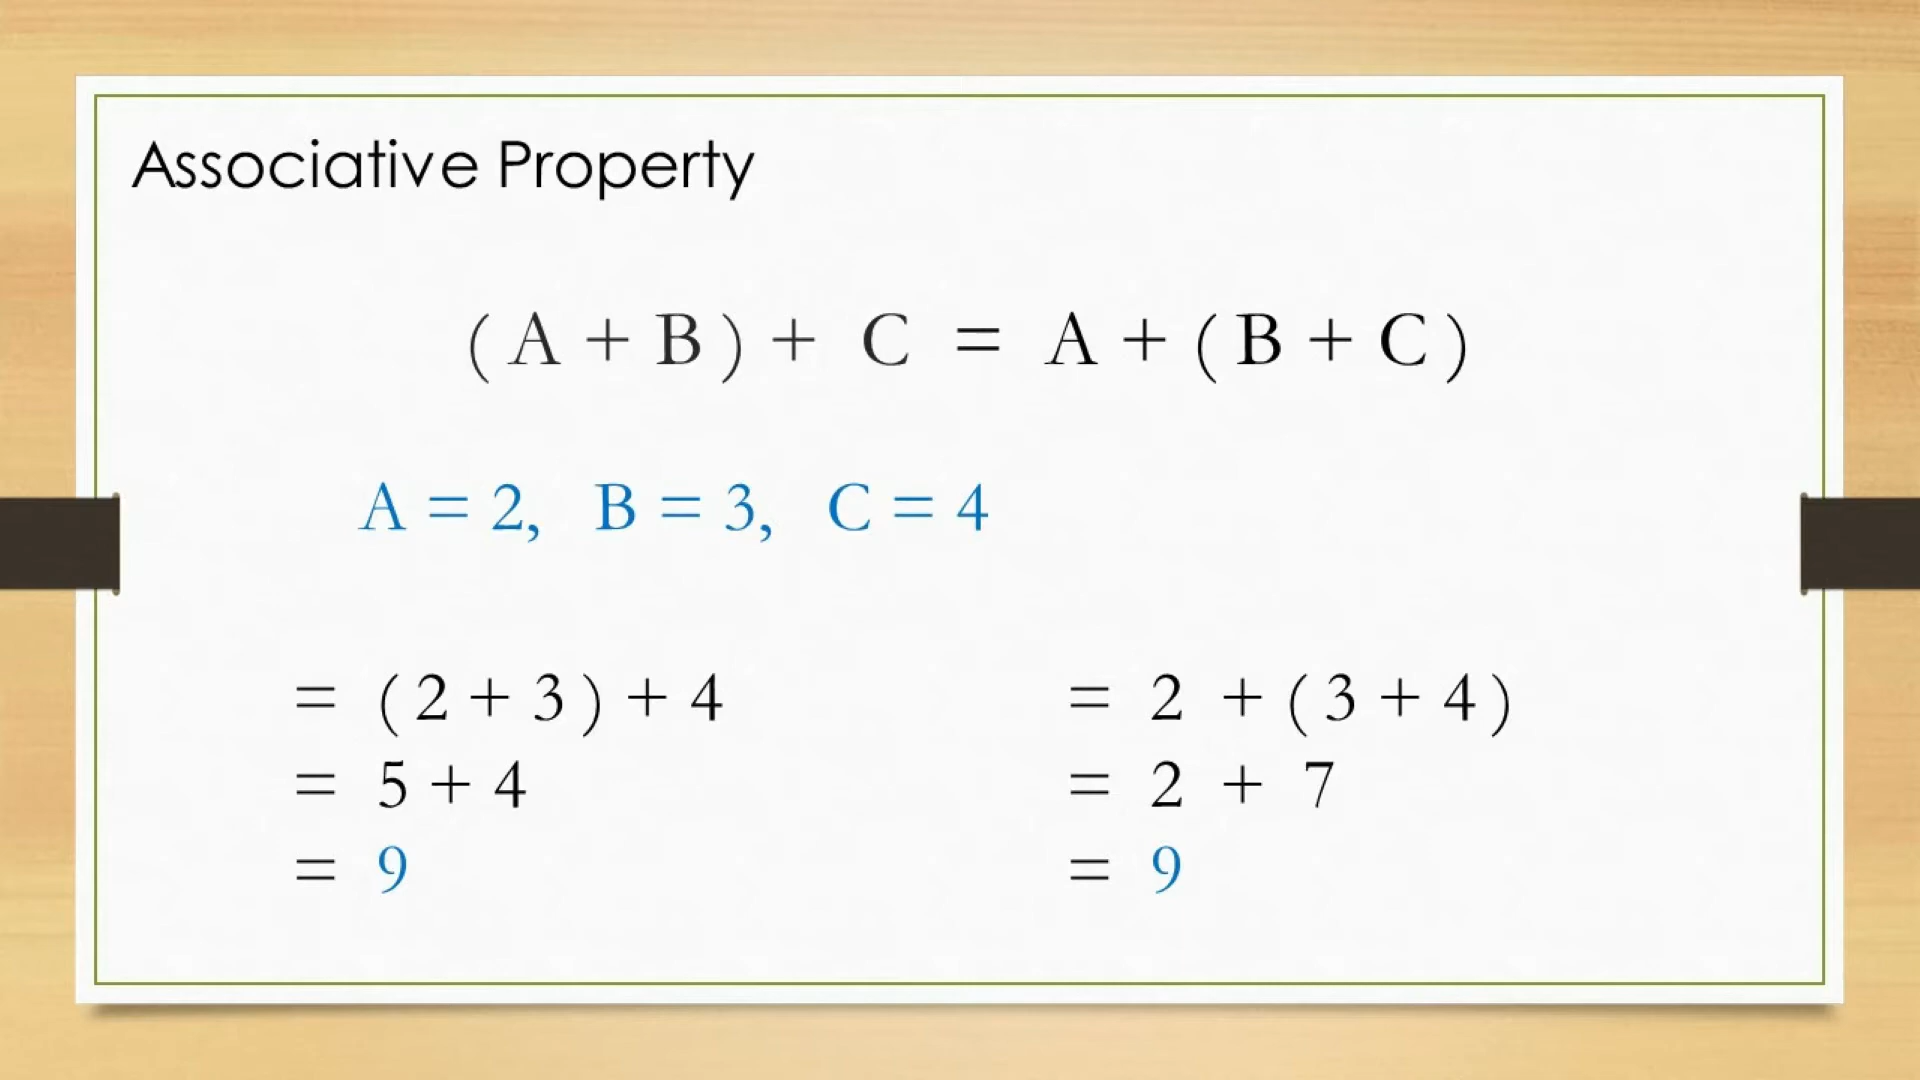 Associative Property
( A + B ) + C = A + ( B + C )
A = 2, B = 3, C = 4
= ( 2 + 3 ) + 4
= 5 + 4
= 9
= 2 + ( 3 + 4 )
= 2 + 7
= 9